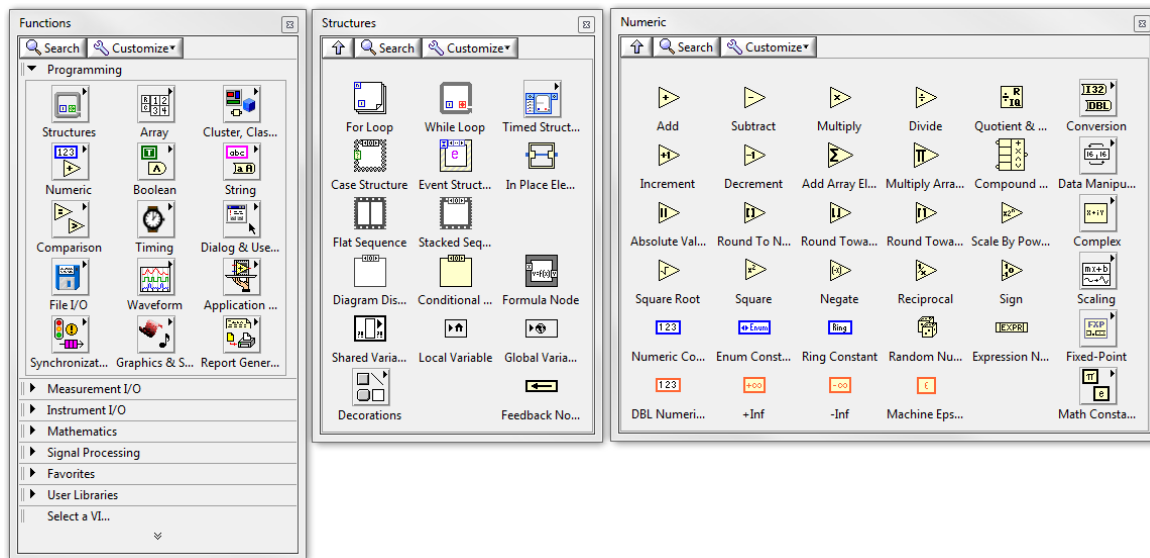 Functions
Search Customize
Programming
Structures Array Cluster, Clas...
Numeric Boolean String
Comparison Timing Dialog & Use...
File I/O Waveform Application ...
Synchronizat... Graphics & S... Report Gener...
Measurement I/O
Instrument I/O
Mathematics
Signal Processing
Favorites
User Libraries
Select a VI...
Structures
Search Customize
For Loop While Loop Timed Struct...
Case Structure Event Struct... In Place Ele...
Flat Sequence Stacked Seq...
Diagram Dis... Conditional ... Formula Node
Shared Varia... Local Variable Global Varia...
Decorations Feedback No...
Numeric
Search Customize
Add Subtract Multiply Divide Quotient & ... Conversion
Increment Decrement Add Array El... Multiply Arra... Compound ... Data Manipu...
Absolute Val... Round To N... Round Towa... Round Towa... Scale By Pow... Complex
Square Root Square Negate Reciprocal Sign Scaling
Numeric Co... Enum Const... Ring Constant Random Nu... Expression N... Fixed-Point
DBL Numeri... +Inf -Inf Machine Eps... Math Consta...